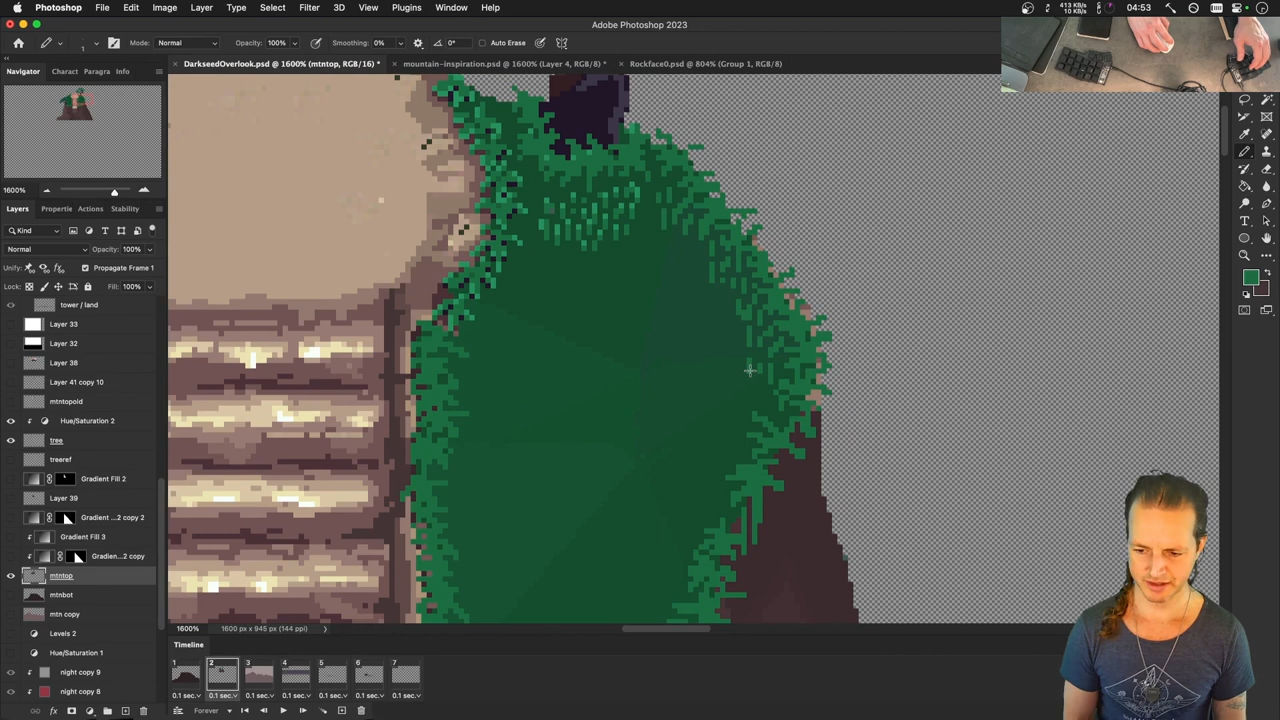 Photoshop File Edit Image Layer Type Select Filter 3D View Plugins Window Help
413 KB/s
10 KB/s
04:53
Adobe Photoshop 2023
1 Mode: Normal Opacity: 100% Smoothing: 0% 0° Auto Erase
Navigator Charact Paragra Info
DarkseedOverlook.psd @ 1600% (mtntop, RGB/16) *
mountain-inspiration.psd @ 1600% (Layer 4, RGB/8) *
Rockface0.psd @ 804% (Group 1, RGB/8)
1600%
Layers Propertie Actions Stability
Kind
Normal Opacity: 100%
Unify: Propagate Frame 1
Lock: Fill: 100%
tower / land
Layer 33
Layer 32
Layer 38
Layer 41 copy 10
mtntopold
Hue/Saturation 2
tree
treeref
Gradient Fill 2
Layer 39
Gradient ...2 copy 2
Gradient Fill 3
Gradien...2 copy
mtntop
mtnbot
mtn copy
Levels 2
Hue/Saturation 1
night copy 9
night copy 8
1600% 1600 px x 945 px (144 ppi)
Timeline
1 2 3 4 5 6 7
0.1 sec. 0.1 sec. 0.1 sec. 0.1 sec. 0.1 sec. 0.1 sec. 0.1 sec.
Forever
fx